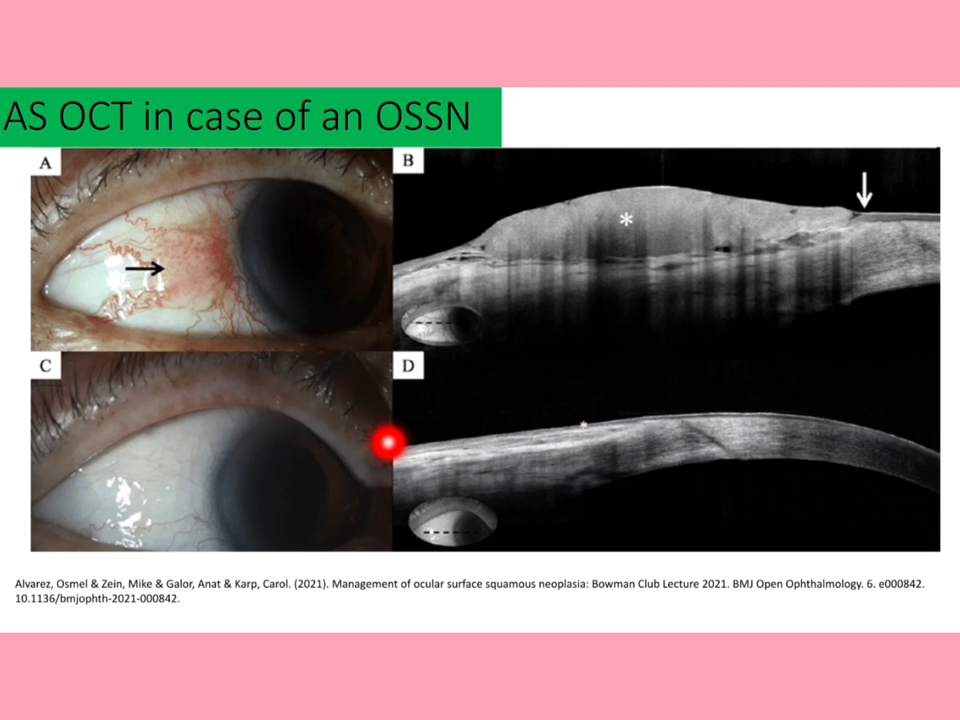 AS OCT in case of an OSSN
A
B
*
C
D
*
Alvarez, Osmel & Zein, Mike & Galor, Anat & Karp, Carol. (2021). Management of ocular surface squamous neoplasia: Bowman Club Lecture 2021. BMJ Open Ophthalmology. 6. e000842.
10.1136/bmjophth-2021-000842.